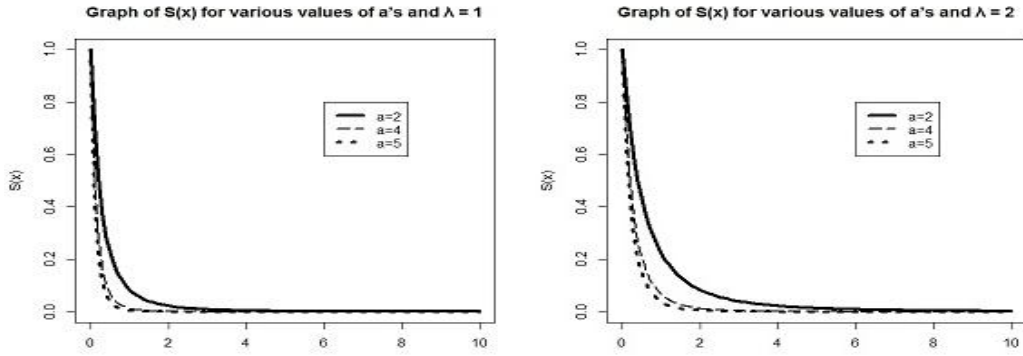 Graph of S(x) for various values of a's and λ = 1
S(x)
1.0
0.8
0.6
0.4
0.2
0.0
a=2
a=4
a=5
0 2 4 6 8 10
Graph of S(x) for various values of a's and λ = 2
S(x)
1.0
0.8
0.6
0.4
0.2
0.0
a=2
a=4
a=5
0 2 4 6 8 10